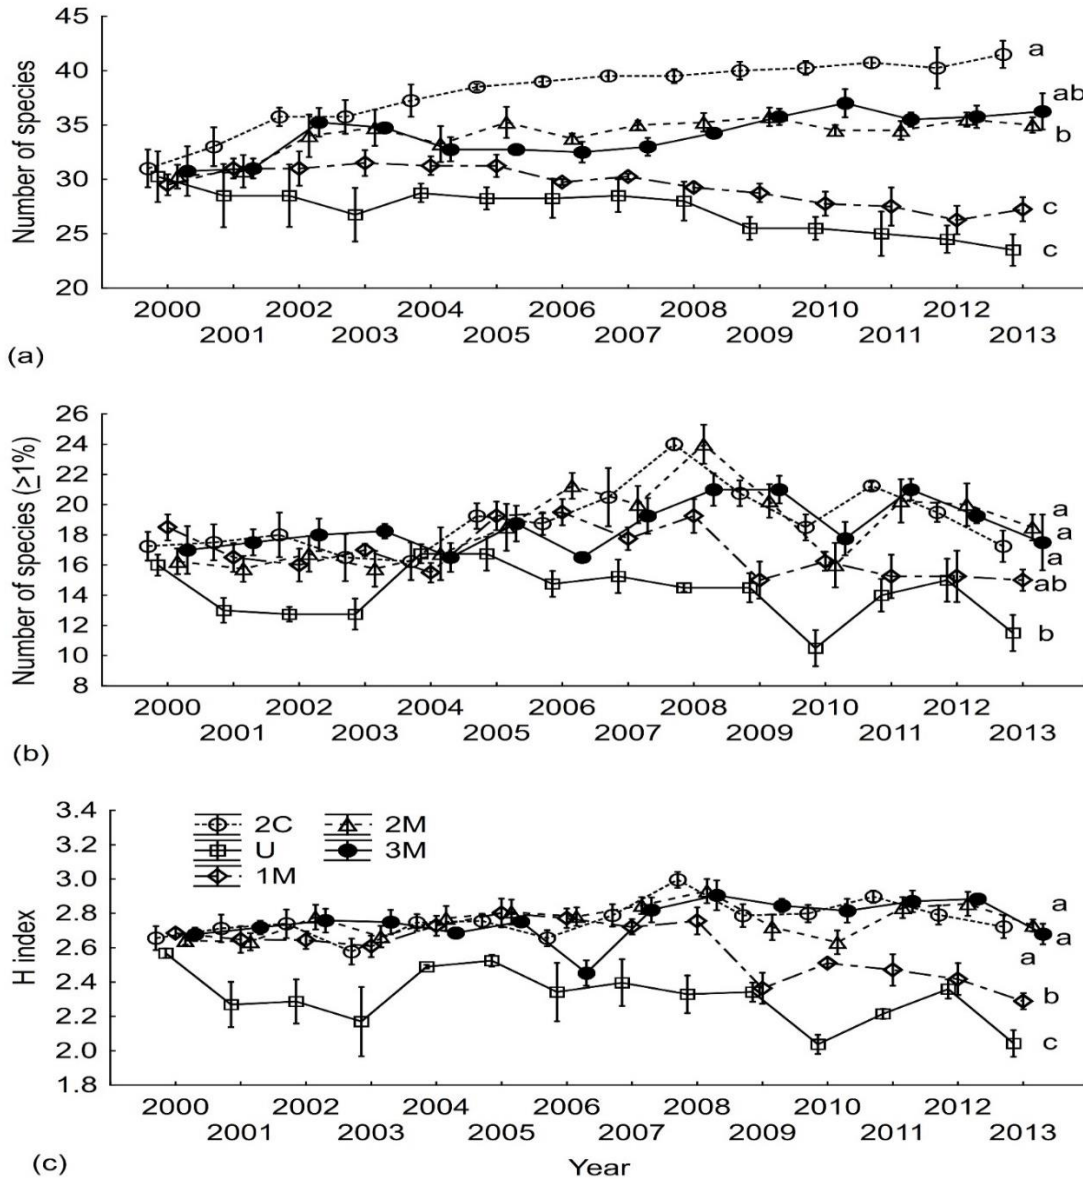 Number of species
45
40
35
30
25
20
a
ab
b
c
c
2000 2002 2004 2006 2008 2010 2012
2001 2003 2005 2007 2009 2011 2013
(a)
Number of species (≥1%)
26
24
22
20
18
16
14
12
10
8
a
a
a
ab
b
2000 2002 2004 2006 2008 2010 2012
2001 2003 2005 2007 2009 2011 2013
(b)
H index
3.4
3.2
3.0
2.8
2.6
2.4
2.2
2.0
1.8
2C 2M
U 3M
1M
a
a
a
b
c
2000 2002 2004 2006 2008 2010 2012
2001 2003 2005 2007 2009 2011 2013
(c) Year